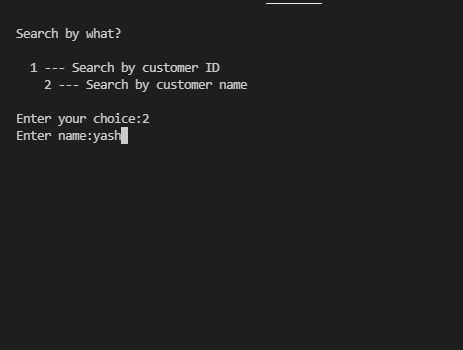 Search by what?
1 --- Search by customer ID
2 --- Search by customer name
Enter your choice:2
Enter name:yash